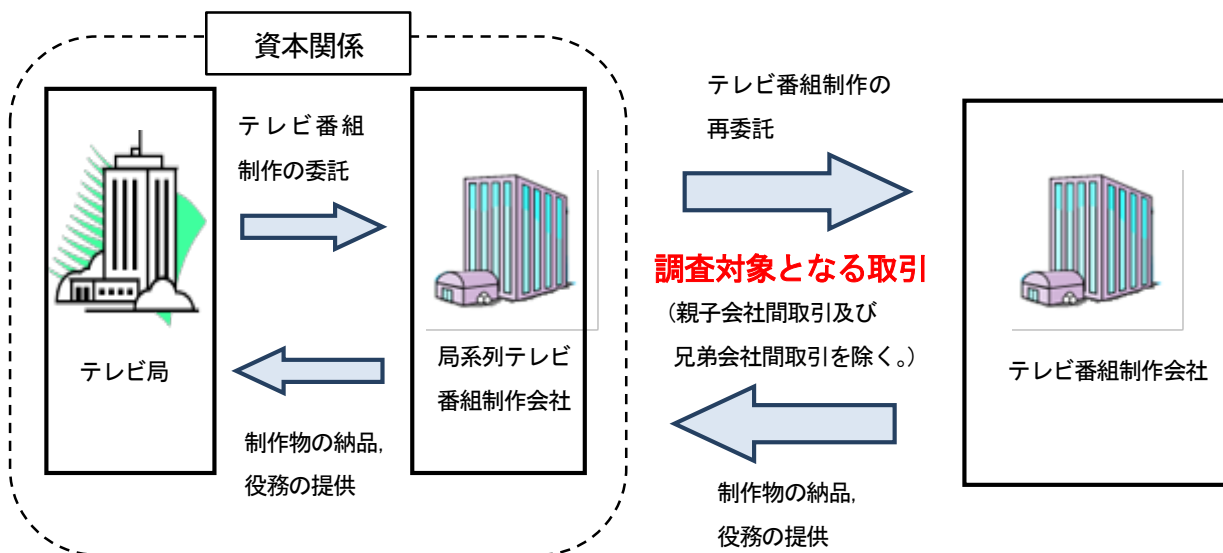 資本関係
テレビ番組
制作の委託
テレビ局
局系列テレビ
番組制作会社
制作物の納品,
役務の提供
テレビ番組制作の
再委託
調査対象となる取引
（親子会社間取引及び
兄弟会社間取引を除く。）
制作物の納品,
役務の提供
テレビ番組制作会社